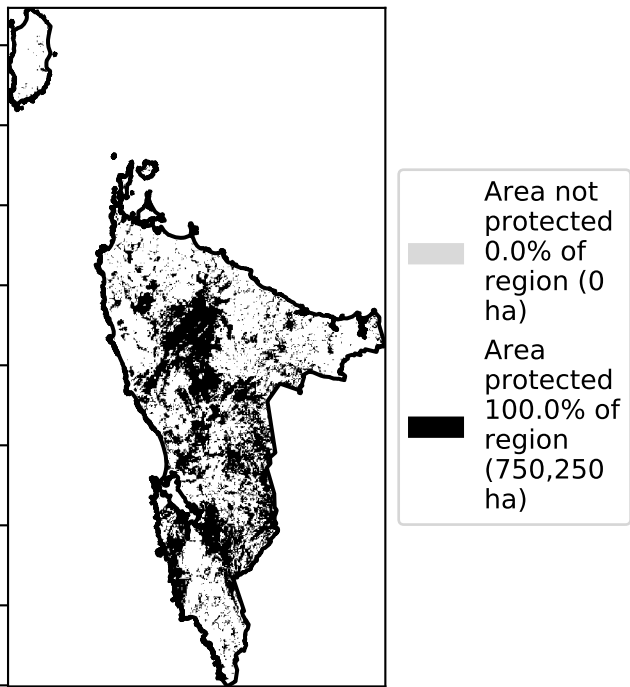 Area not
protected
0.0% of
region (0
ha)
Area
protected
100.0% of
region
(750,250
ha)